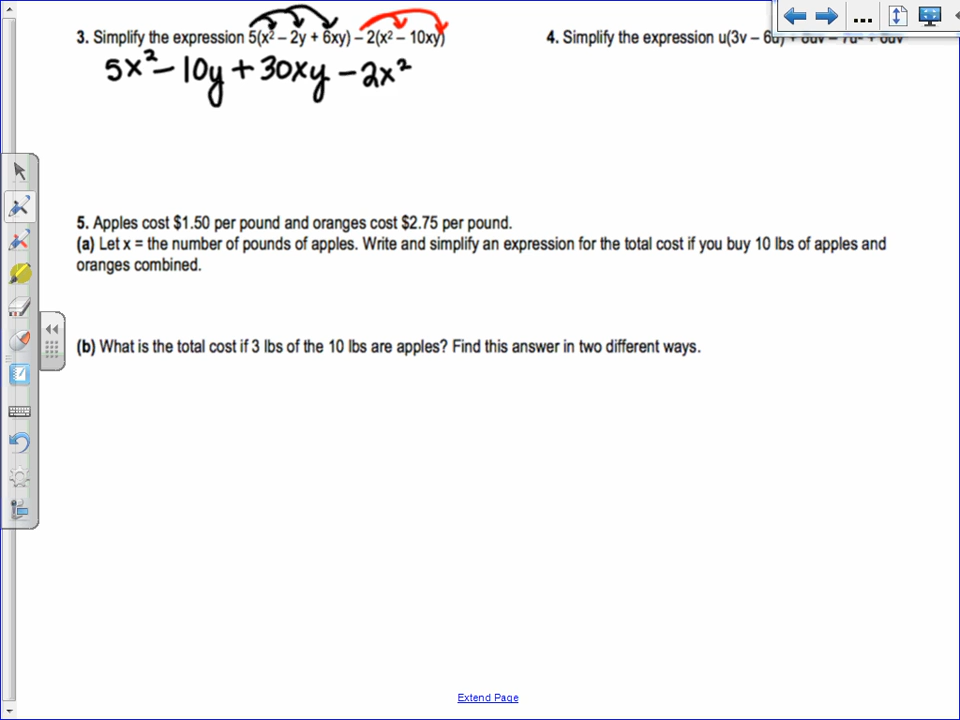 3. Simplify the expression 5(x² – 2y + 6xy) – 2(x² – 10xy)
5x² – 10y + 30xy – 2x²
4. Simplify the expression u(3v – 6u)
5. Apples cost $1.50 per pound and oranges cost $2.75 per pound.
(a) Let x = the number of pounds of apples. Write and simplify an expression for the total cost if you buy 10 lbs of apples and
oranges combined.
(b) What is the total cost if 3 lbs of the 10 lbs are apples? Find this answer in two different ways.
Extend Page